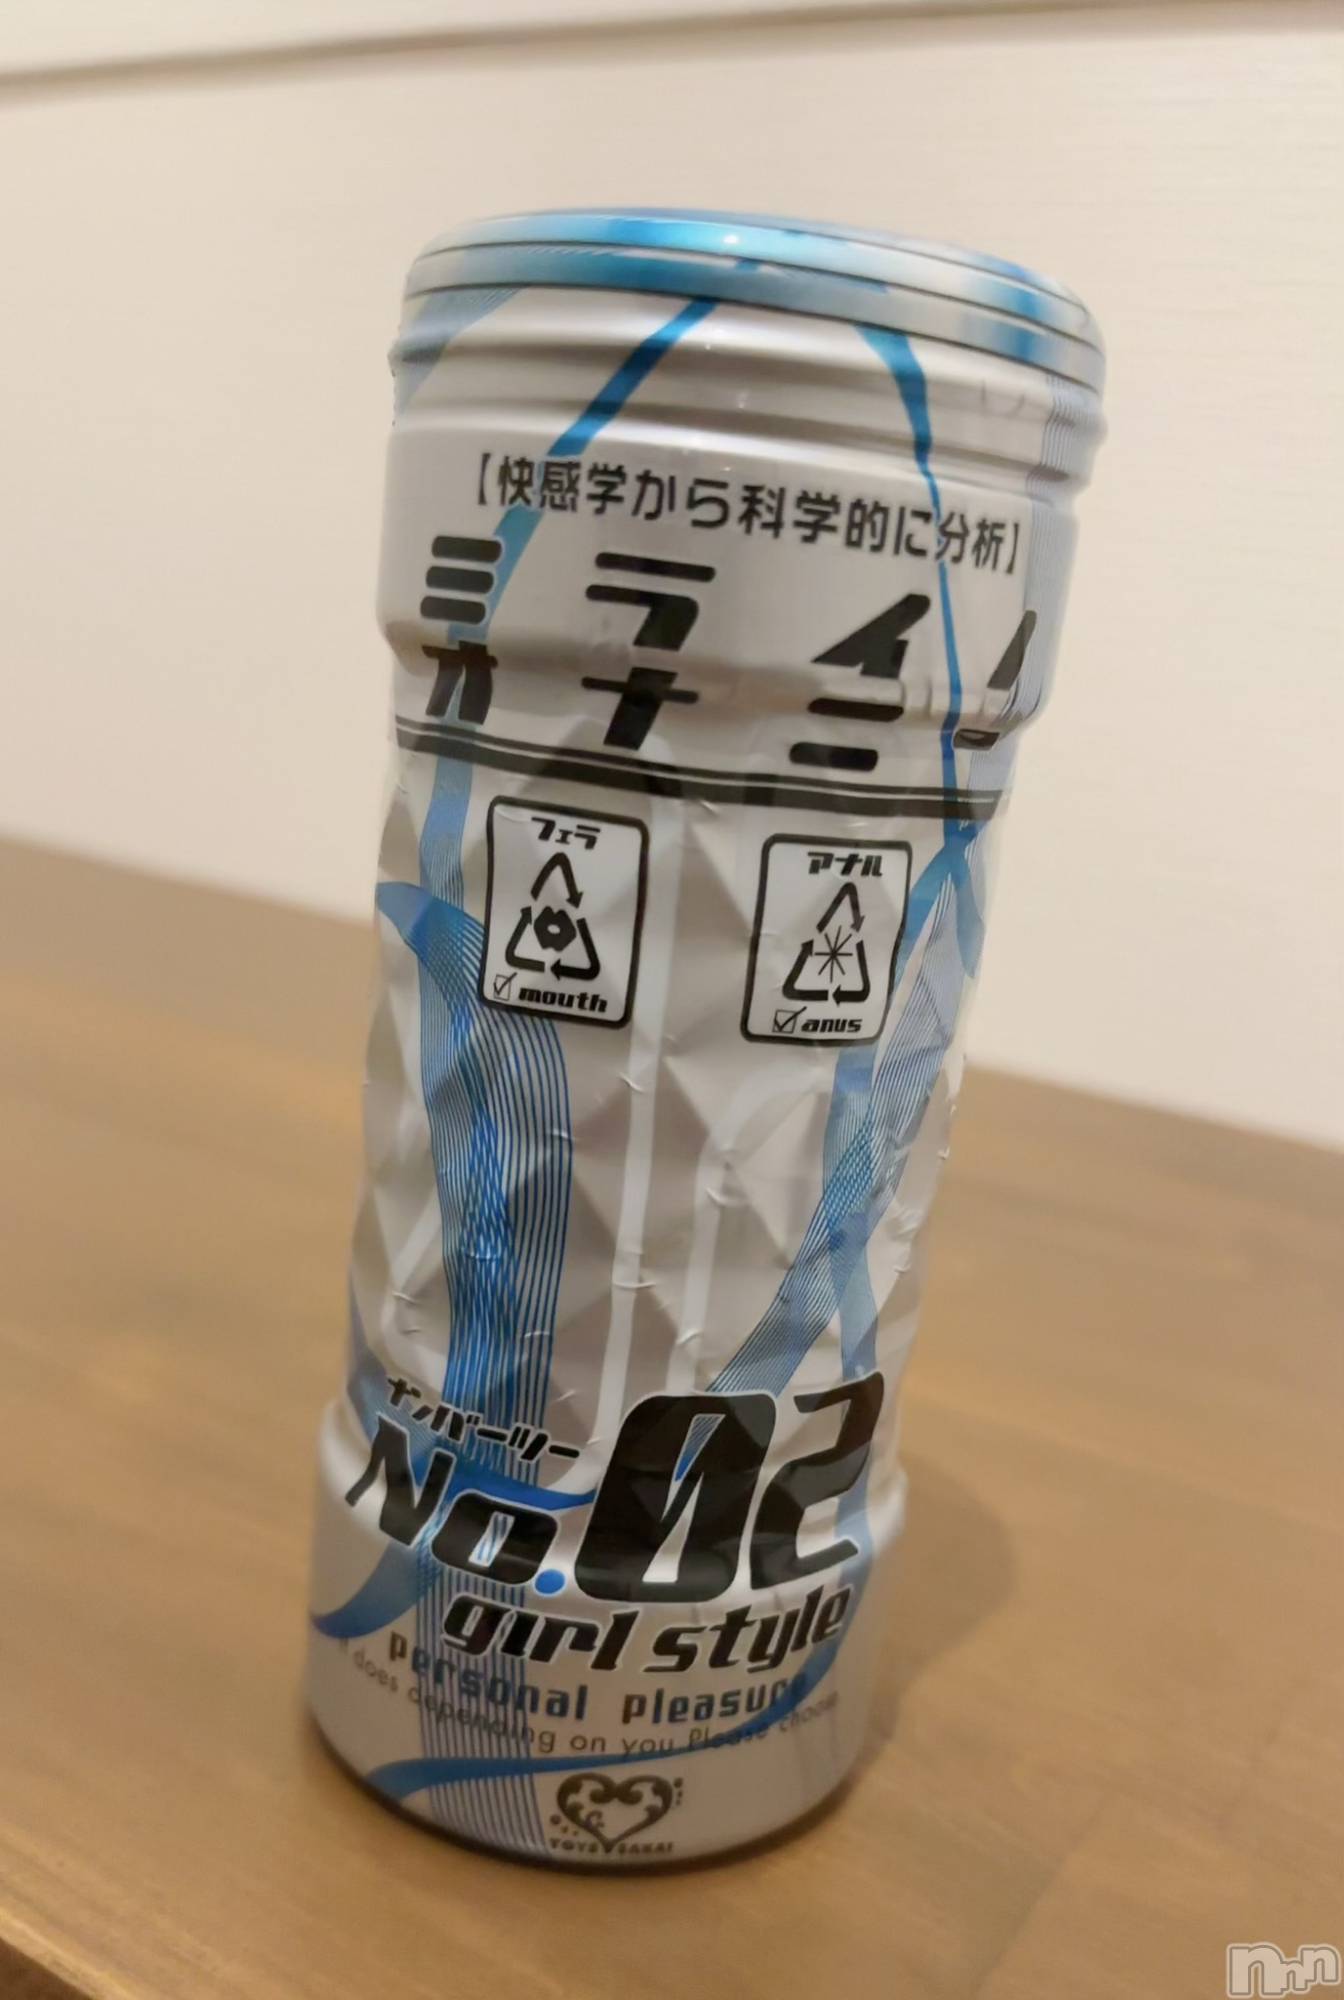 【快感学から科学的に分析】
ミライノ
オナニー
フェラ
mouth
アナル
anus
ナンバーツー
No.02
girl style
personal pleasure
does depending on you Please choose
TOYS SAKAI
nnn